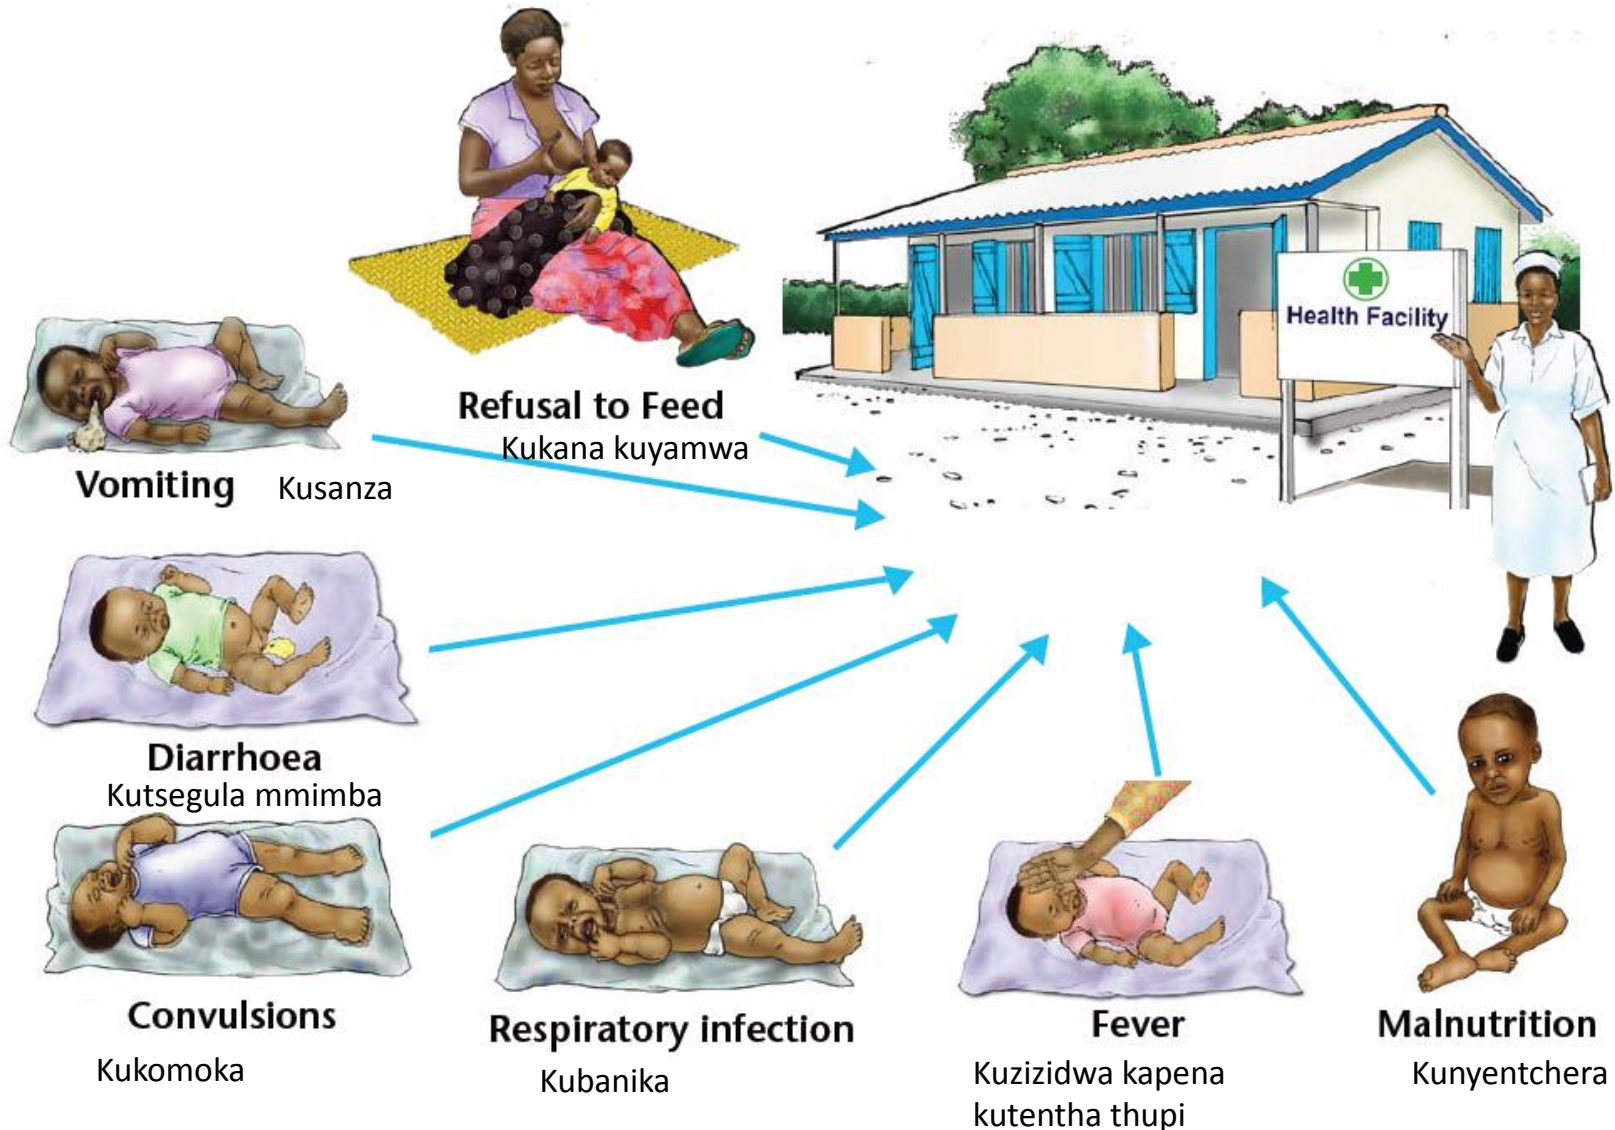 Health Facility
Refusal to Feed
Kukana kuyamwa
Vomiting Kusanza
Diarrhoea
Kutsegula mmimba
Convulsions
Kukomoka
Respiratory infection
Kubanika
Fever
Kuzizidwa kapena
kutentha thupi
Malnutrition
Kunyentchera